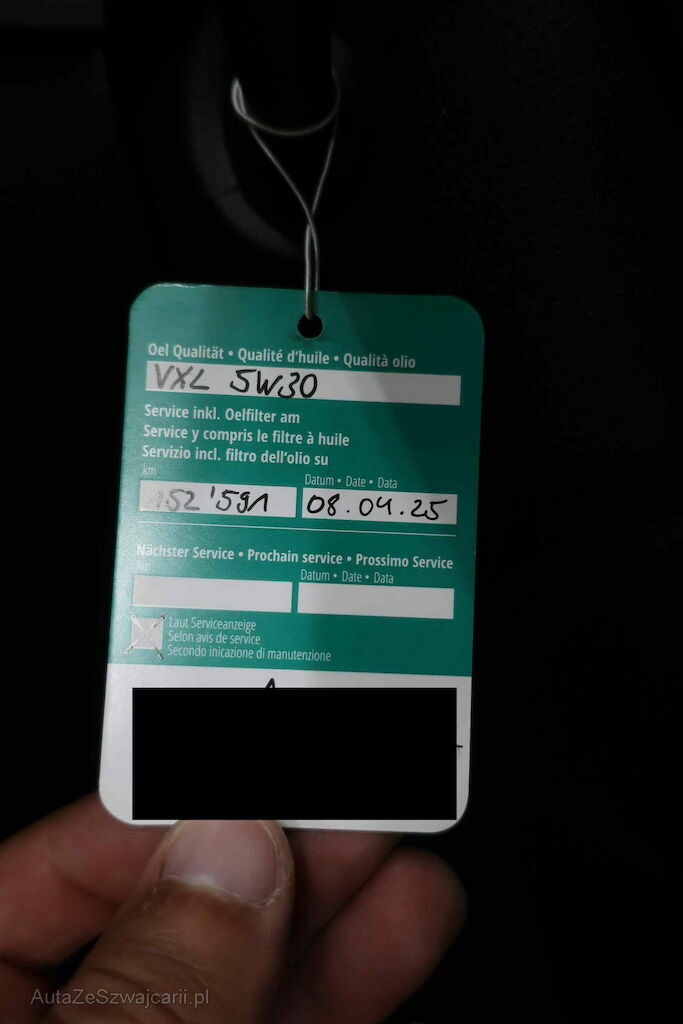 Oel Qualität • Qualité d'huile • Qualità olio
VXL 5W30
Service inkl. Oelfilter am
Service y compris le filtre à huile
Servizio incl. filtro dell'olio su
km
Datum • Date • Data
152'591
08.04.25
Nächster Service • Prochain service • Prossimo Service
km
Datum • Date • Data
Laut Serviceanzeige
Selon avis de service
Secondo inicazione di manutenzione
AutaZeSzwajcarii.pl